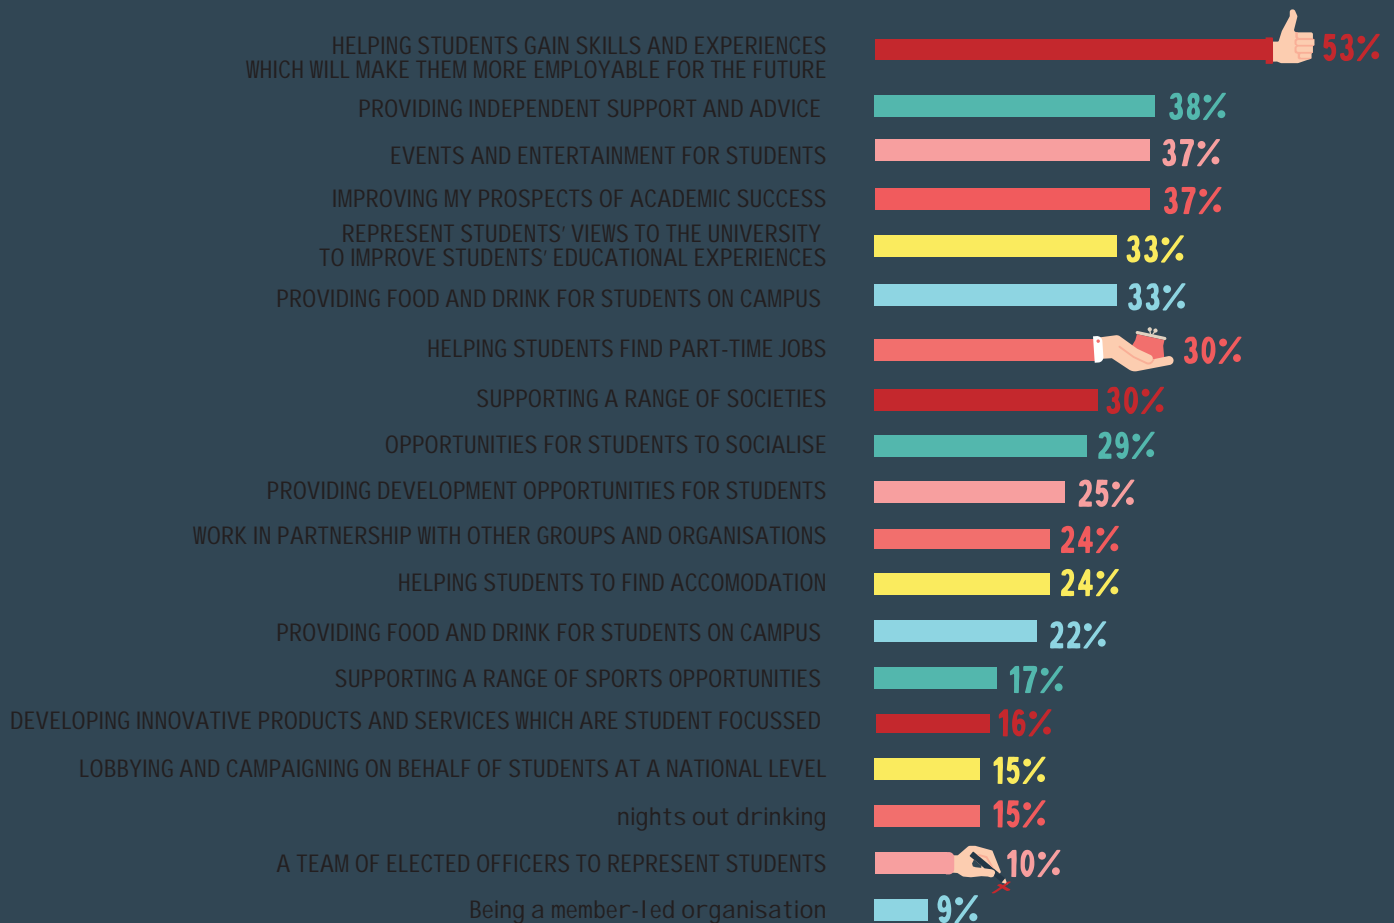 HELPING STUDENTS GAIN SKILLS AND EXPERIENCES
WHICH WILL MAKE THEM MORE EMPLOYABLE FOR THE FUTURE
53%
PROVIDING INDEPENDENT SUPPORT AND ADVICE
38%
EVENTS AND ENTERTAINMENT FOR STUDENTS
37%
IMPROVING MY PROSPECTS OF ACADEMIC SUCCESS
37%
REPRESENT STUDENTS' VIEWS TO THE UNIVERSITY
TO IMPROVE STUDENTS' EDUCATIONAL EXPERIENCES
33%
PROVIDING FOOD AND DRINK FOR STUDENTS ON CAMPUS
33%
HELPING STUDENTS FIND PART-TIME JOBS
30%
SUPPORTING A RANGE OF SOCIETIES
30%
OPPORTUNITIES FOR STUDENTS TO SOCIALISE
29%
PROVIDING DEVELOPMENT OPPORTUNITIES FOR STUDENTS
25%
WORK IN PARTNERSHIP WITH OTHER GROUPS AND ORGANISATIONS
24%
HELPING STUDENTS TO FIND ACCOMODATION
24%
PROVIDING FOOD AND DRINK FOR STUDENTS ON CAMPUS
22%
SUPPORTING A RANGE OF SPORTS OPPORTUNITIES
17%
DEVELOPING INNOVATIVE PRODUCTS AND SERVICES WHICH ARE STUDENT FOCUSSED
16%
LOBBYING AND CAMPAIGNING ON BEHALF OF STUDENTS AT A NATIONAL LEVEL
15%
nights out drinking
15%
A TEAM OF ELECTED OFFICERS TO REPRESENT STUDENTS
10%
Being a member-led organisation
9%